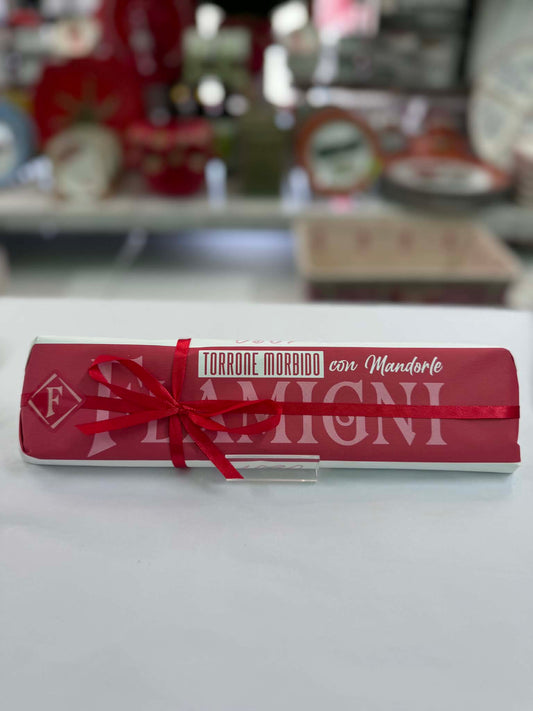 TORRONE MORBIDO con Mandorle
F
FLAMIGNI